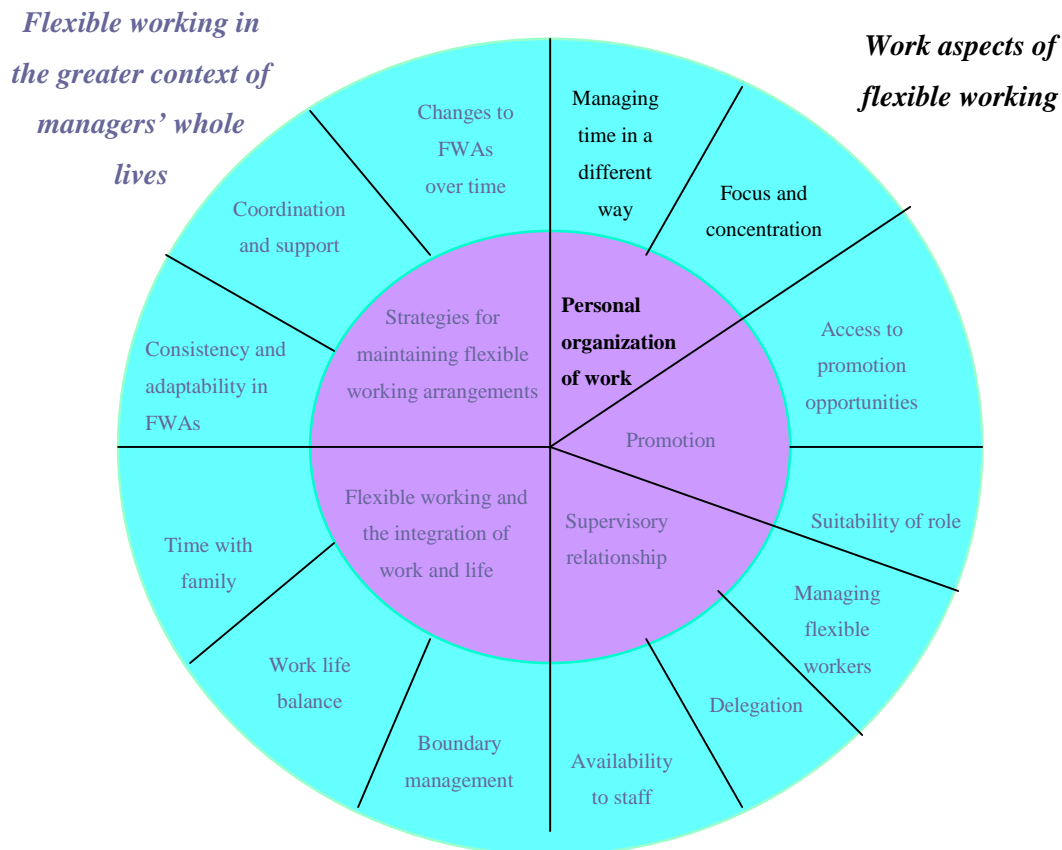 Flexible working in
the greater context of
managers' whole
lives
Work aspects of
flexible working
Changes to
FWAs
over time
Managing
time in a
different
way
Focus and
concentration
Coordination
and support
Consistency and
adaptability in
FWAs
Strategies for
maintaining flexible
working arrangements
Personal
organization
of work
Access to
promotion
opportunities
Promotion
Flexible working and
the integration of
work and life
Supervisory
relationship
Suitability of role
Time with
family
Managing
flexible
workers
Work life
balance
Delegation
Boundary
management
Availability
to staff